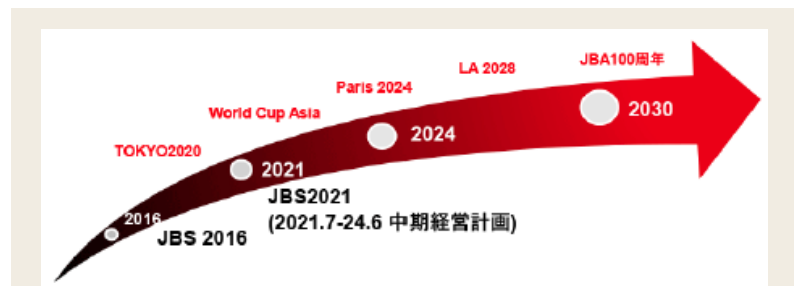 JBA100周年
LA 2028
Paris 2024
World Cup Asia
TOKYO2020
2030
2024
2021
JBS2021
(2021.7-24.6 中期経営計画)
2016
JBS 2016